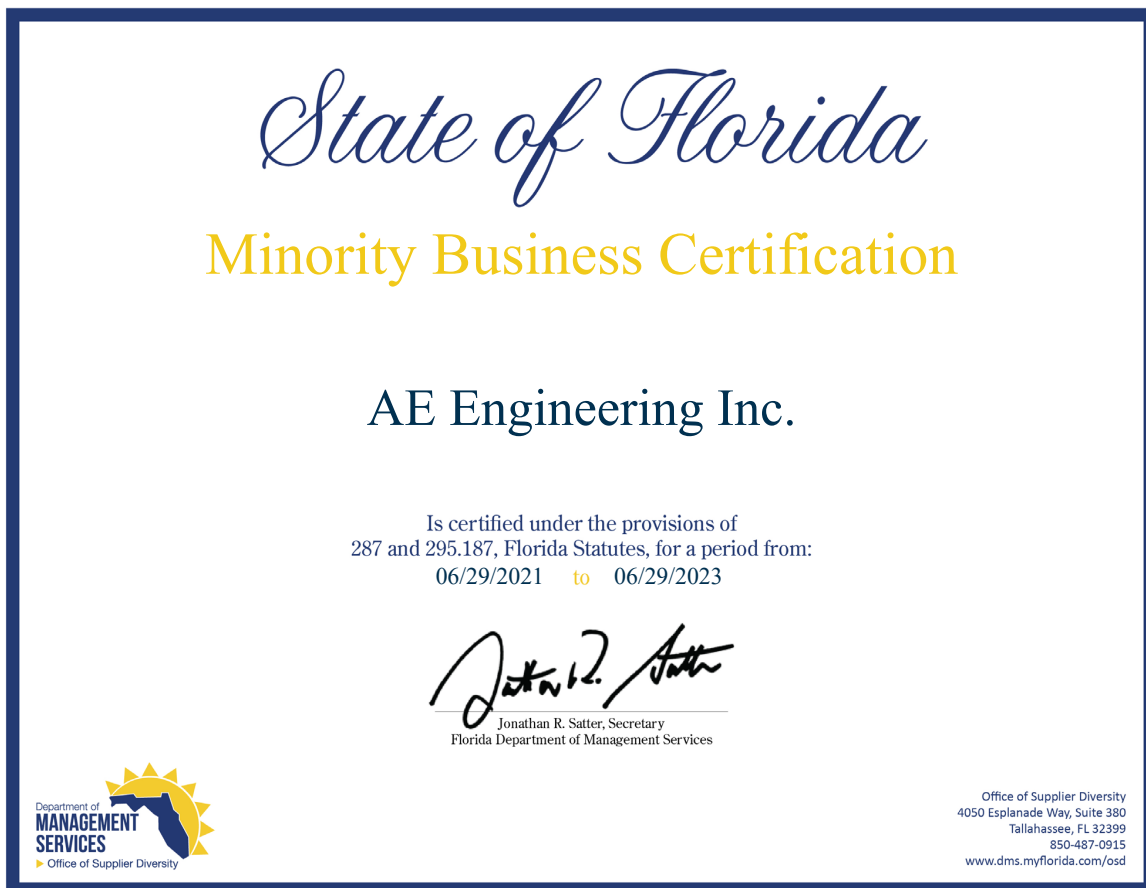 State of Florida
Minority Business Certification
AE Engineering Inc.
Is certified under the provisions of
287 and 295.187, Florida Statutes, for a period from:
06/29/2021 to 06/29/2023
Jonathan R. Satter
Jonathan R. Satter, Secretary
Florida Department of Management Services
Department of
MANAGEMENT
SERVICES
Office of Supplier Diversity
Office of Supplier Diversity
4050 Esplanade Way, Suite 380
Tallahassee, FL 32399
850-487-0915
www.dms.myflorida.com/osd